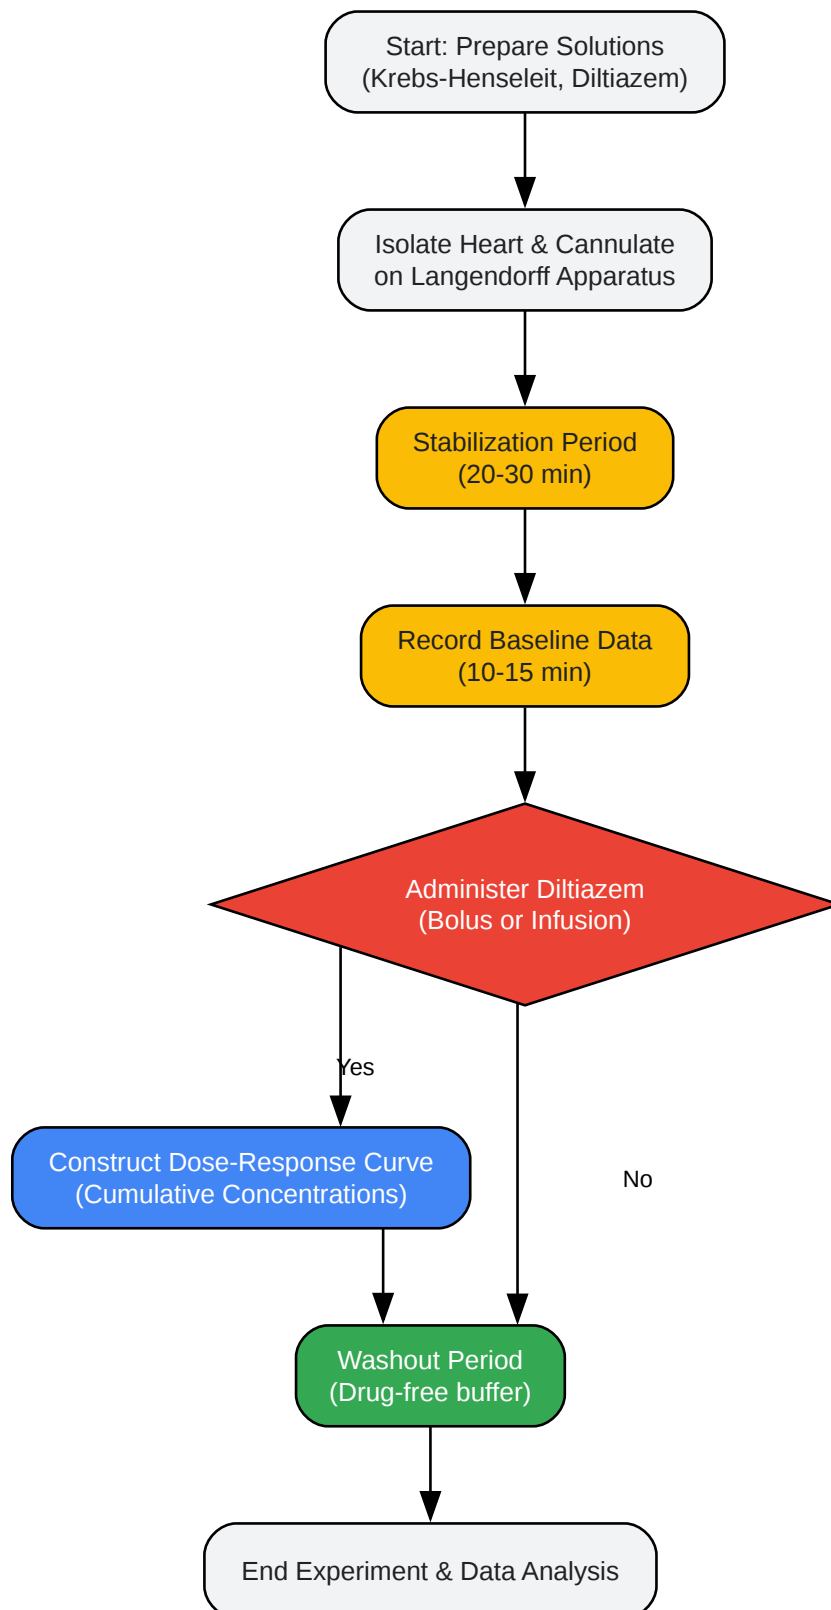 Start: Prepare Solutions
(Krebs-Henseleit, Diltiazem)
Isolate Heart & Cannulate
on Langendorff Apparatus
Stabilization Period
(20-30 min)
Record Baseline Data
(10-15 min)
Administer Diltiazem
(Bolus or Infusion)
Yes
Construct Dose-Response Curve
(Cumulative Concentrations)
No
Washout Period
(Drug-free buffer)
End Experiment & Data Analysis